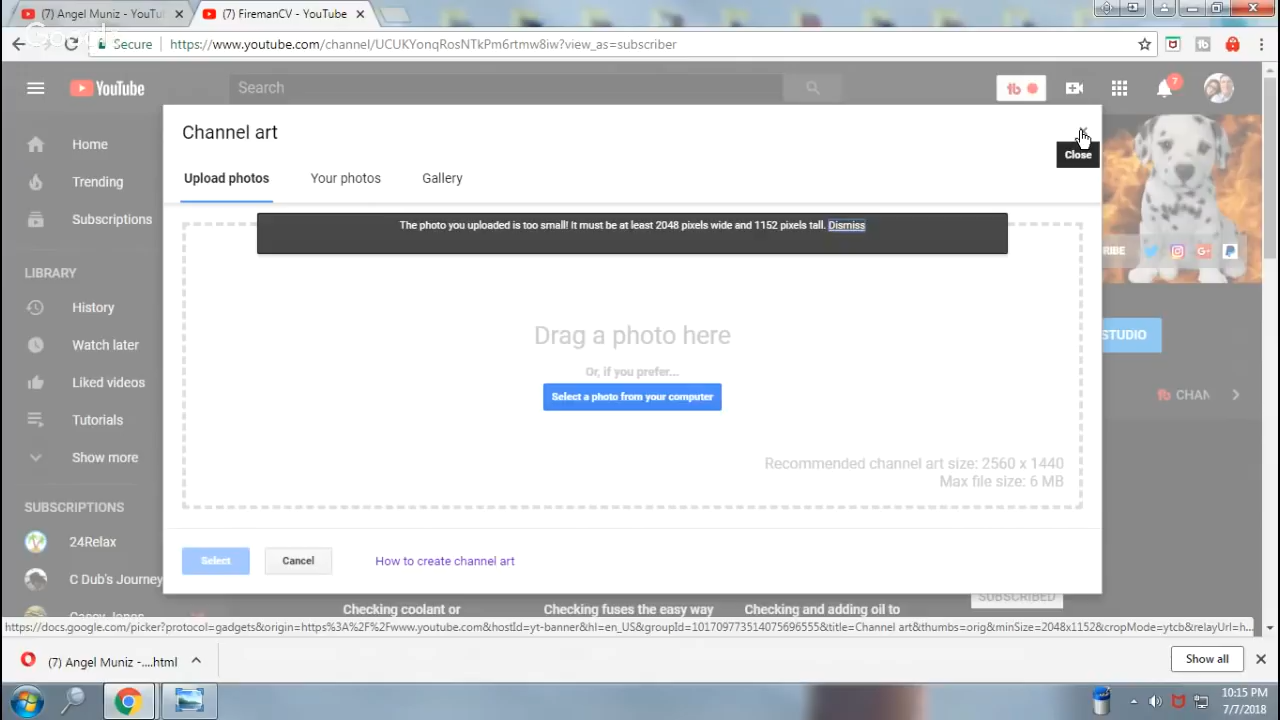 (7) Angel Muniz - YouTu
(7) FiremanCV - YouTube
Secure
https://www.youtube.com/channel/UCUKYonqRosNTkPm6rtmw8iw?view_as=subscriber
YouTube
Search
tb
7
Channel art
Close
Upload photos
Your photos
Gallery
The photo you uploaded is too small! It must be at least 2048 pixels wide and 1152 pixels tall. Dismiss
Drag a photo here
Or, if you prefer...
Select a photo from your computer
Recommended channel art size: 2560 x 1440
Max file size: 6 MB
Select
Cancel
How to create channel art
Home
Trending
Subscriptions
LIBRARY
History
Watch later
Liked videos
Tutorials
Show more
SUBSCRIPTIONS
24Relax
C Dub's Journey
Casey Jones
RIBE
STUDIO
tb CHAN
SUBSCRIBED
Checking coolant or
Checking fuses the easy way
Checking and adding oil to
https://docs.google.com/picker?protocol=gadgets&origin=https%3A%2F%2Fwww.youtube.com&hostId=yt-banner&hl=en_US&groupId=101709773514075696555&title=Channel art&thumbs=orig&minSize=2048x1152&cropMode=ytcb&relayUrl=h...
(7) Angel Muniz -....html
Show all
10:15 PM
7/7/2018